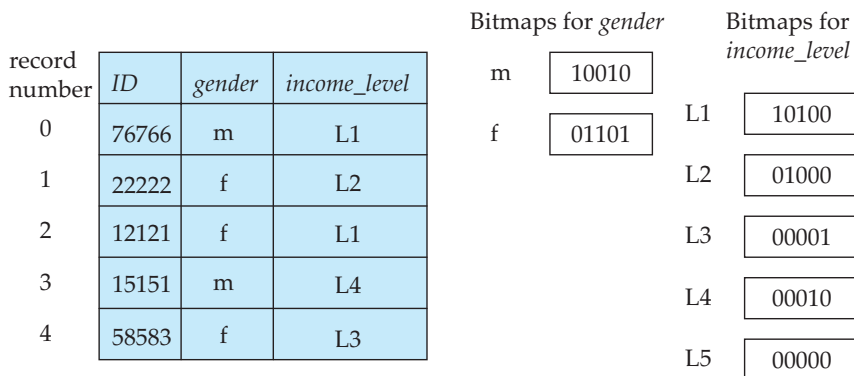 Bitmaps for gender
Bitmaps for
income_level
record
number
ID gender income_level
0 76766 m L1
1 22222 f L2
2 12121 f L1
3 15151 m L4
4 58583 f L3
m 10010
f 01101
L1 10100
L2 01000
L3 00001
L4 00010
L5 00000